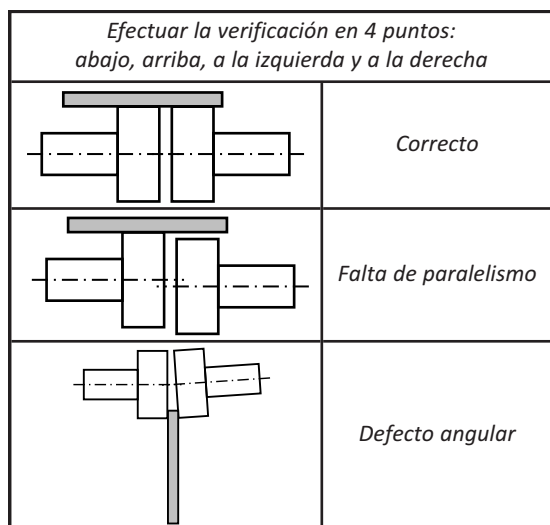 Efectuar la verificación en 4 puntos:
abajo, arriba, a la izquierda y a la derecha
Correcto
Falta de paralelismo
Defecto angular